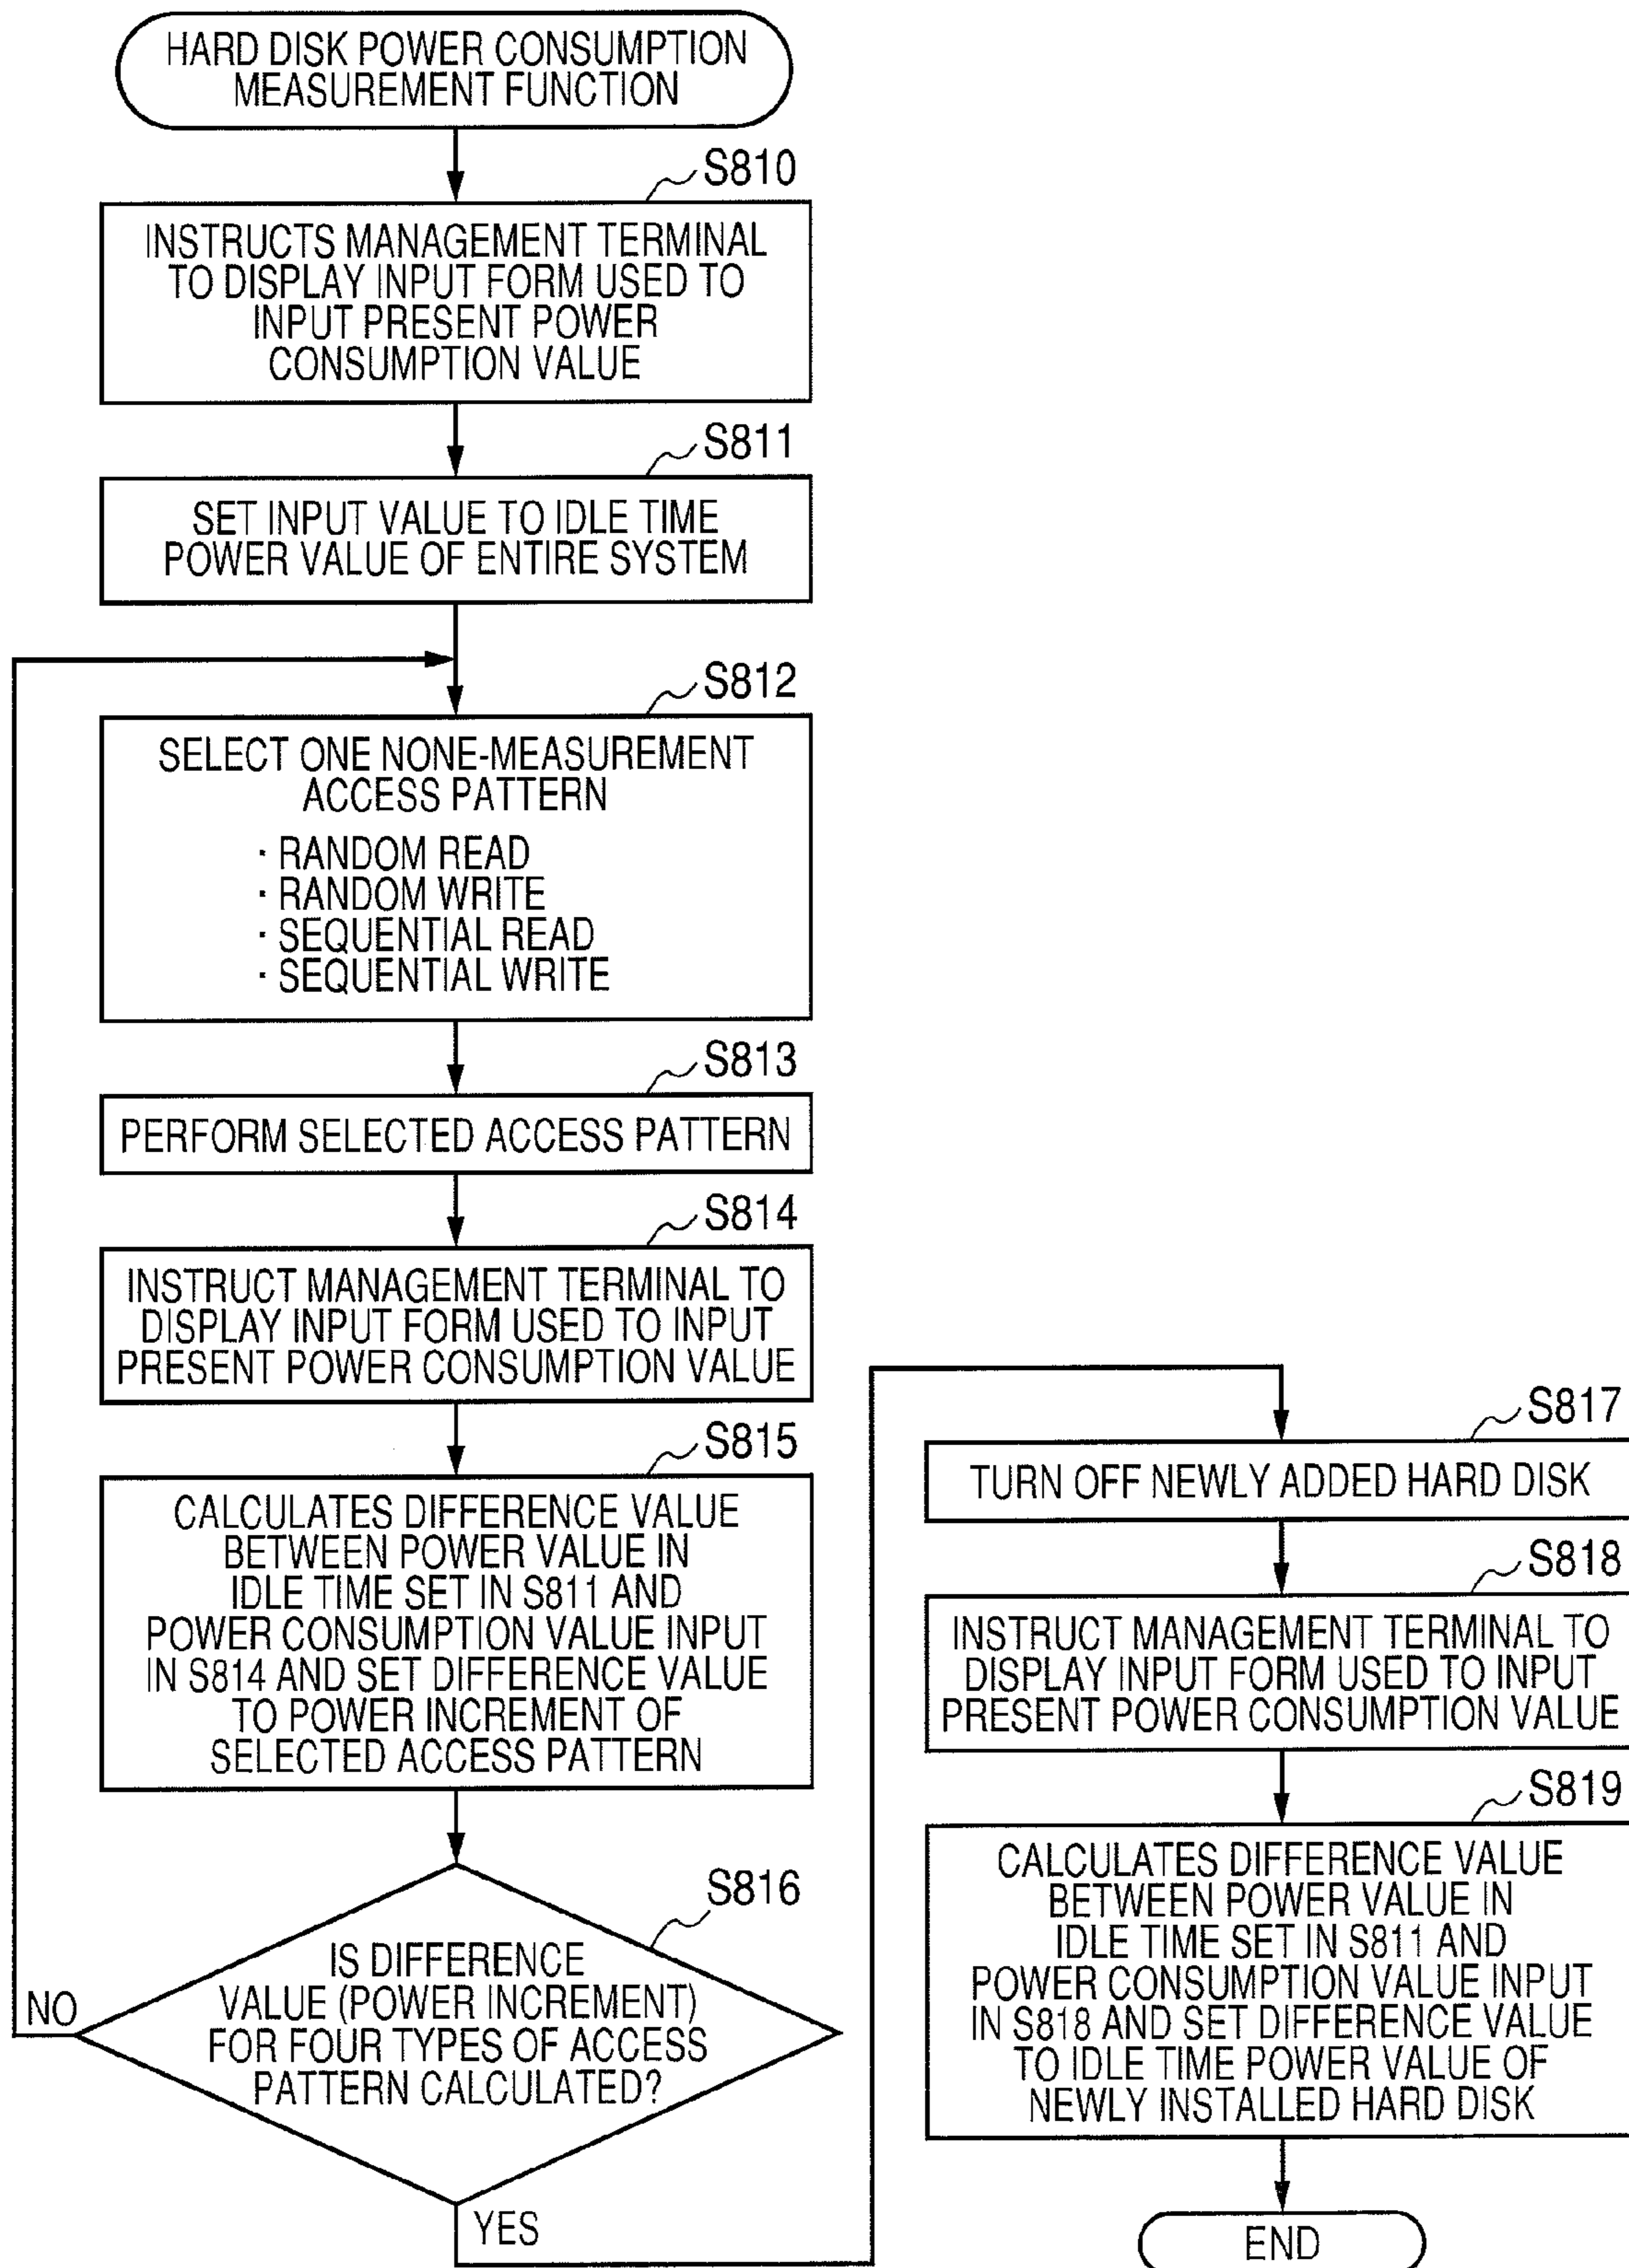 HARD DISK POWER CONSUMPTION
MEASUREMENT FUNCTION
S810
INSTRUCTS MANAGEMENT TERMINAL
TO DISPLAY INPUT FORM USED TO
INPUT PRESENT POWER
CONSUMPTION VALUE
S811
SET INPUT VALUE TO IDLE TIME
POWER VALUE OF ENTIRE SYSTEM
S812
SELECT ONE NONE-MEASUREMENT
ACCESS PATTERN
· RANDOM READ
· RANDOM WRITE
· SEQUENTIAL READ
· SEQUENTIAL WRITE
S813
PERFORM SELECTED ACCESS PATTERN
S814
INSTRUCT MANAGEMENT TERMINAL TO
DISPLAY INPUT FORM USED TO INPUT
PRESENT POWER CONSUMPTION VALUE
S815
CALCULATES DIFFERENCE VALUE
BETWEEN POWER VALUE IN
IDLE TIME SET IN S811 AND
POWER CONSUMPTION VALUE INPUT
IN S814 AND SET DIFFERENCE VALUE
TO POWER INCREMENT OF
SELECTED ACCESS PATTERN
S816
IS DIFFERENCE
VALUE (POWER INCREMENT)
FOR FOUR TYPES OF ACCESS
PATTERN CALCULATED?
NO
YES
S817
TURN OFF NEWLY ADDED HARD DISK
S818
INSTRUCT MANAGEMENT TERMINAL TO
DISPLAY INPUT FORM USED TO INPUT
PRESENT POWER CONSUMPTION VALUE
S819
CALCULATES DIFFERENCE VALUE
BETWEEN POWER VALUE IN
IDLE TIME SET IN S811 AND
POWER CONSUMPTION VALUE INPUT
IN S818 AND SET DIFFERENCE VALUE
TO IDLE TIME POWER VALUE OF
NEWLY INSTALLED HARD DISK
END